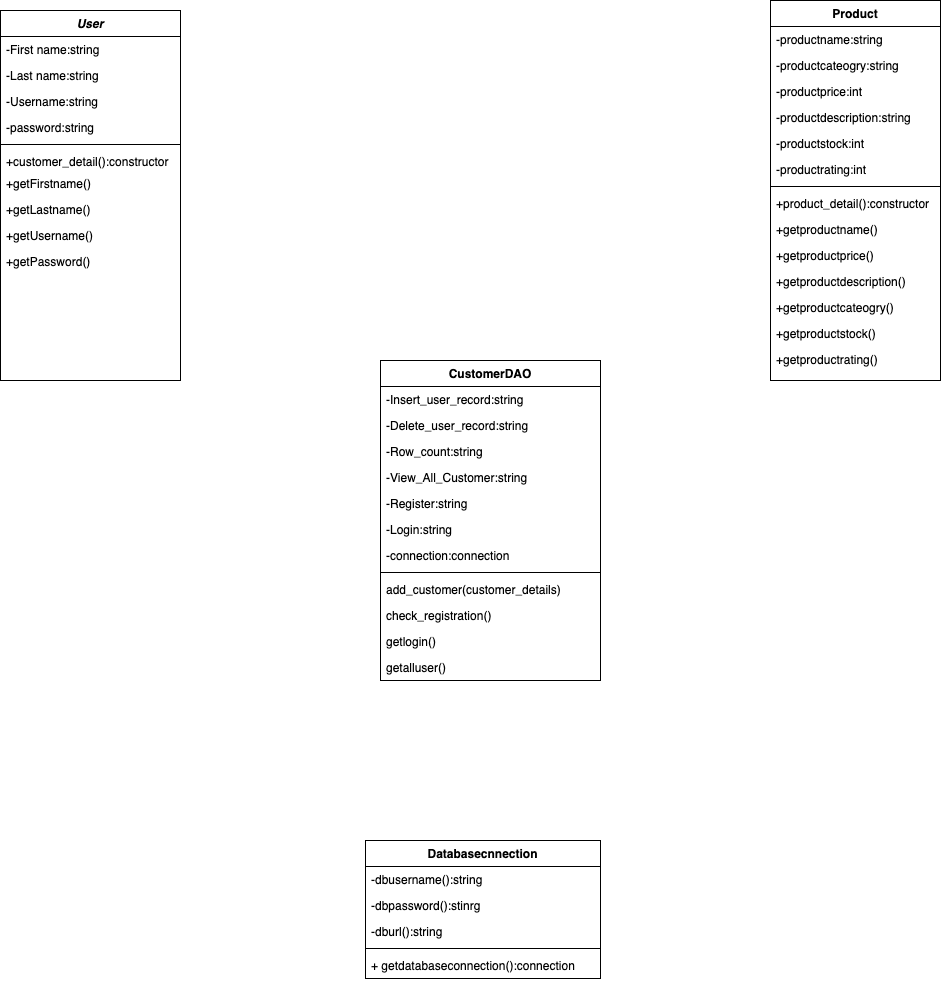 User
-First name:string
-Last name:string
-Username:string
-password:string
+customer_detail():constructor
+getFirstname()
+getLastname()
+getUsername()
+getPassword()
Product
-productname:string
-productcateogry:string
-productprice:int
-productdescription:string
-productstock:int
-productrating:int
+product_detail():constructor
+getproductname()
+getproductprice()
+getproductdescription()
+getproductcateogry()
+getproductstock()
+getproductrating()
CustomerDAO
-Insert_user_record:string
-Delete_user_record:string
-Row_count:string
-View_All_Customer:string
-Register:string
-Login:string
-connection:connection
add_customer(customer_details)
check_registration()
getlogin()
getalluser()
Databasecnnection
-dbusername():string
-dbpassword():stinrg
-dburl():string
+ getdatabaseconnection():connection